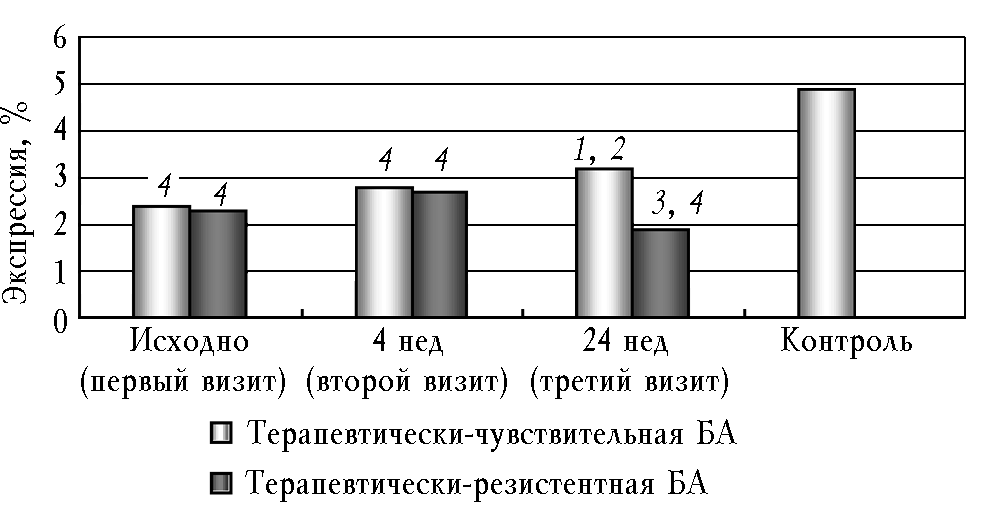 Экспрессия, %
6
5
4
3
2
1
0
4 4
4 4
1, 2
3, 4
Исходно
(первый визит)
4 нед
(второй визит)
24 нед
(третий визит)
Контроль
Терапевтически-чувствительная БА
Терапевтически-резистентная БА